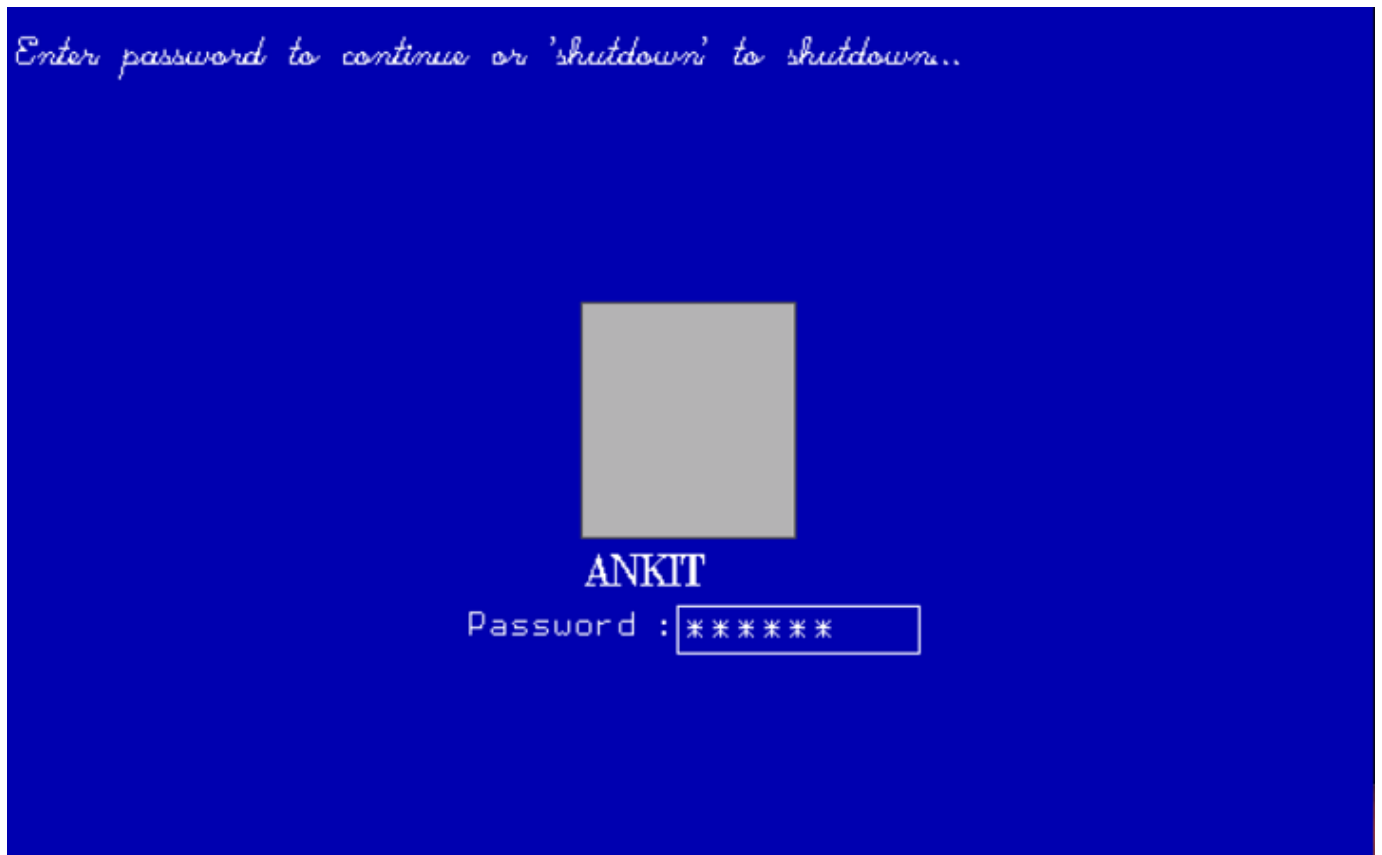 Enter password to continue or 'shutdown' to shutdown...
ANKIT
Password :******